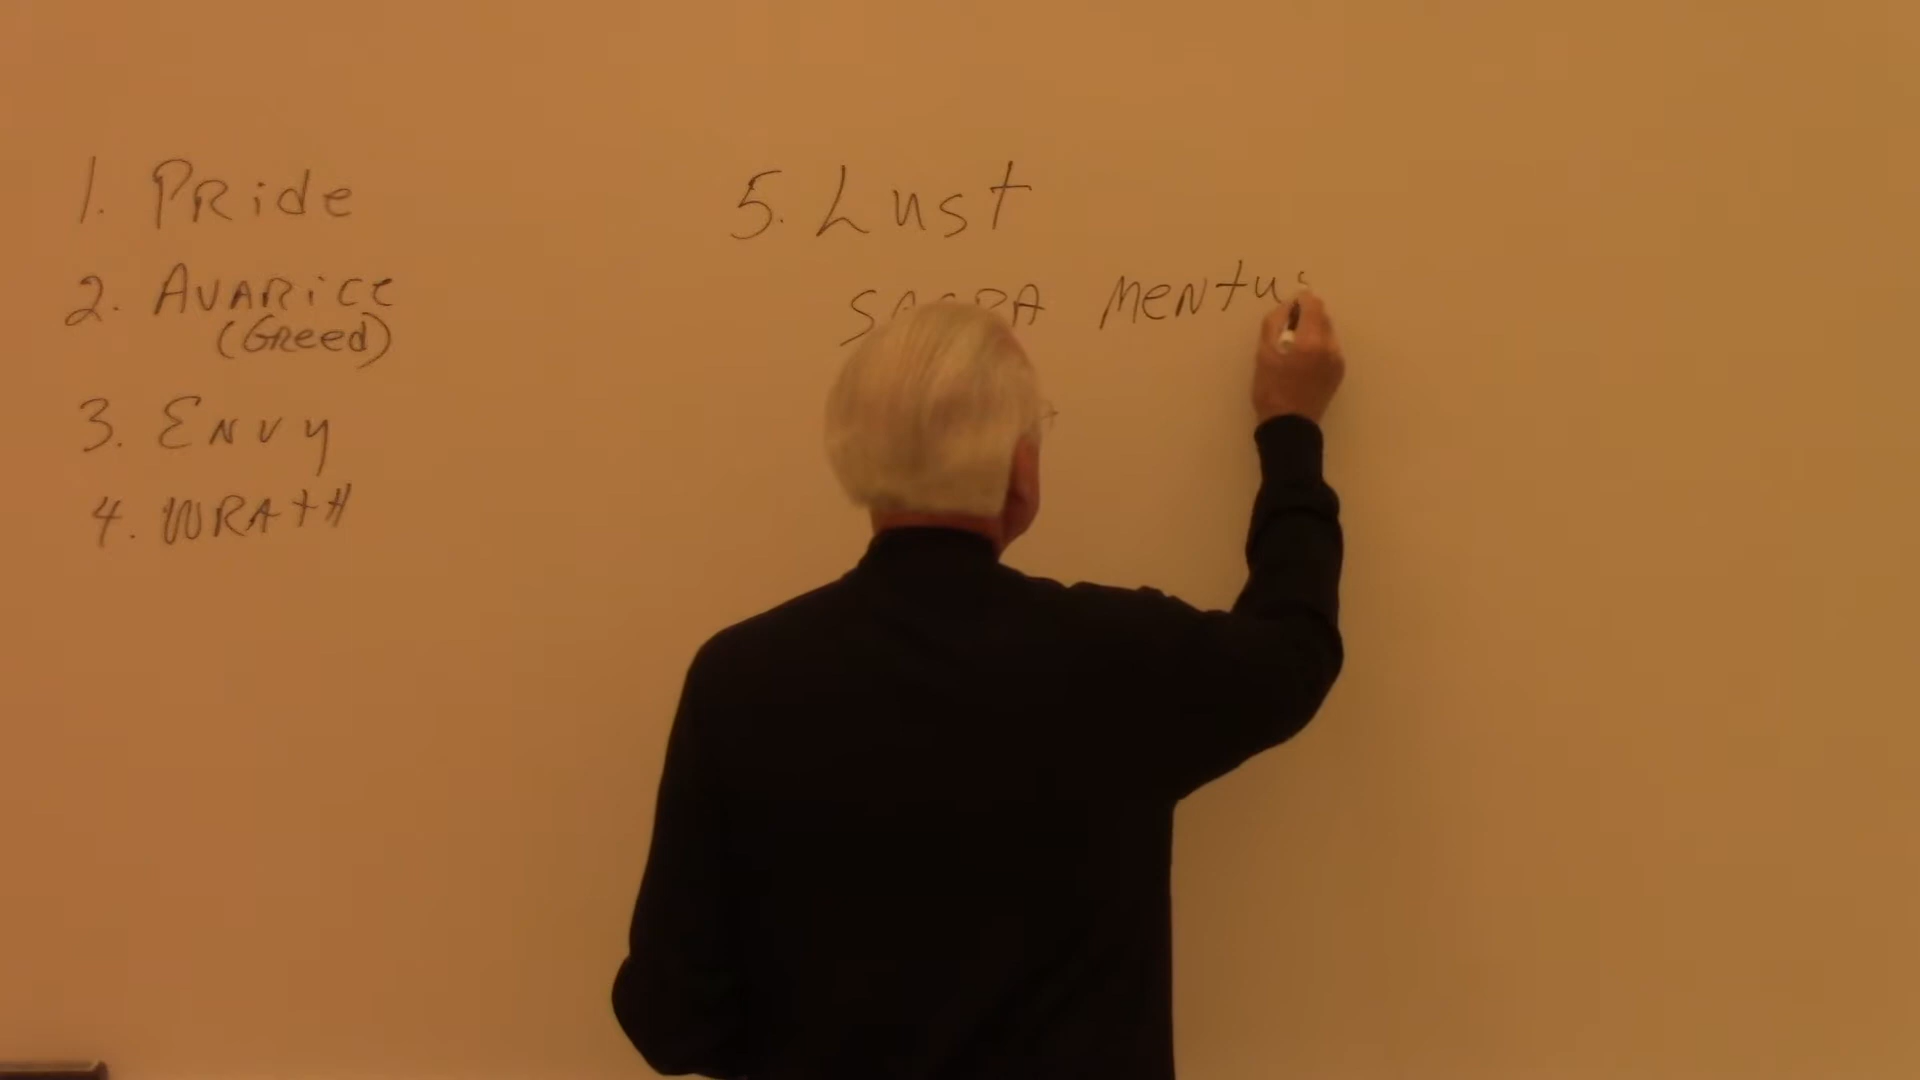 1. PRide
2. AVARice
(GReed)
3. ENVY
4. WRAtH
5. Lust